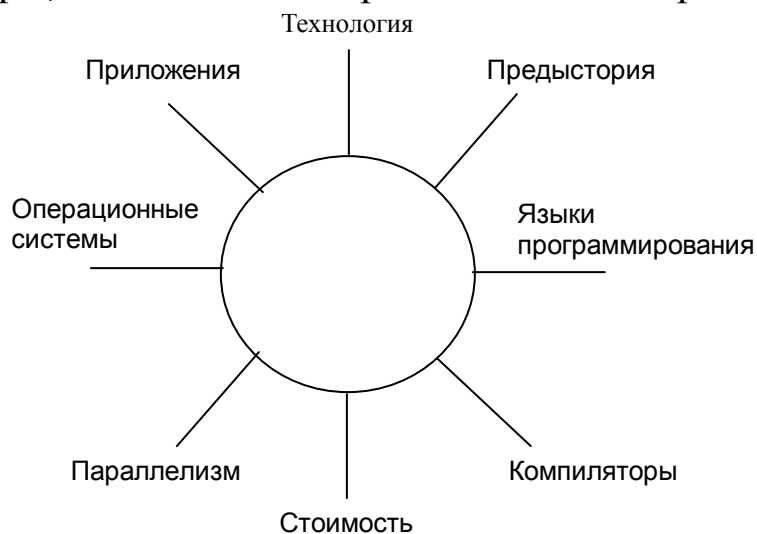 Технология
Приложения
Предыстория
Операционные
системы
Языки
программирования
Параллелизм
Компиляторы
Стоимость